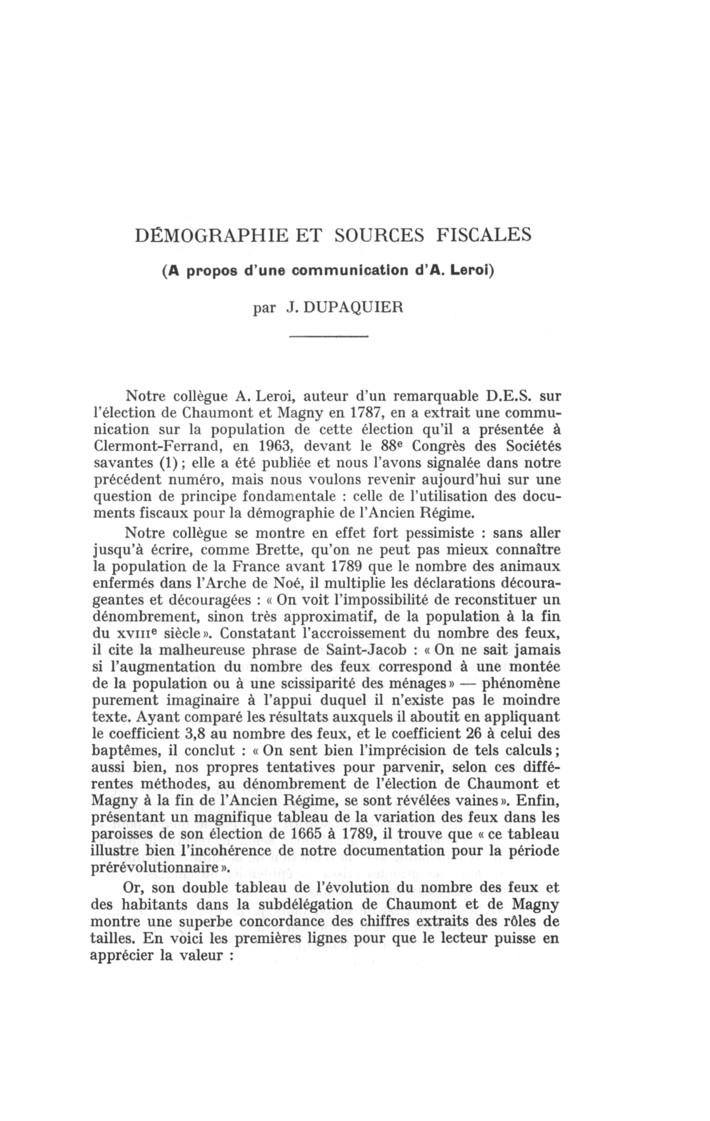 DÉMOGRAPHIE ET SOURCES FISCALES
(A propos d'une communication d'A. Leroi)
par J. DUPAQUIER
Notre collègue A. Leroi, auteur d'un remarquable D.E.S. sur
l'élection de Chaumont et Magny en 1787, en a extrait une commu-
nication sur la population de cette élection qu'il a présentée à
Clermont-Ferrand, en 1963, devant le 88e Congrès des Sociétés
savantes (1) ; elle a été publiée et nous l'avons signalée dans notre
précédent numéro, mais nous voulons revenir aujourd'hui sur une
question de principe fondamentale : celle de l'utilisation des docu-
ments fiscaux pour la démographie de l'Ancien Régime.
Notre collègue se montre en effet fort pessimiste : sans aller
jusqu'à écrire, comme Brette, qu'on ne peut pas mieux connaître
la population de la France avant 1789 que le nombre des animaux
enfermés dans l'Arche de Noé, il multiplie les déclarations découra-
geantes et découragées : « On voit l'impossibilité de reconstituer un
dénombrement, sinon très approximatif, de la population à la fin
du XVIIIe siècle ». Constatant l'accroissement du nombre des feux,
il cite la malheureuse phrase de Saint-Jacob : « On ne sait jamais
si l'augmentation du nombre des feux correspond à une montée
de la population ou à une scissiparité des ménages » — phénomène
purement imaginaire à l'appui duquel il n'existe pas le moindre
texte. Ayant comparé les résultats auxquels il aboutit en appliquant
le coefficient 3,8 au nombre des feux, et le coefficient 26 à celui des
baptêmes, il conclut : « On sent bien l'imprécision de tels calculs ;
aussi bien, nos propres tentatives pour parvenir, selon ces diffé-
rentes méthodes, au dénombrement de l'élection de Chaumont et
Magny à la fin de l'Ancien Régime, se sont révélées vaines ». Enfin,
présentant un magnifique tableau de la variation des feux dans les
paroisses de son élection de 1665 à 1789, il trouve que « ce tableau
illustre bien l'incohérence de notre documentation pour la période
prérévolutionnaire ».
Or, son double tableau de l'évolution du nombre des feux et
des habitants dans la subdélégation de Chaumont et de Magny
montre une superbe concordance des chiffres extraits des rôles de
tailles. En voici les premières lignes pour que le lecteur puisse en
apprécier la valeur :